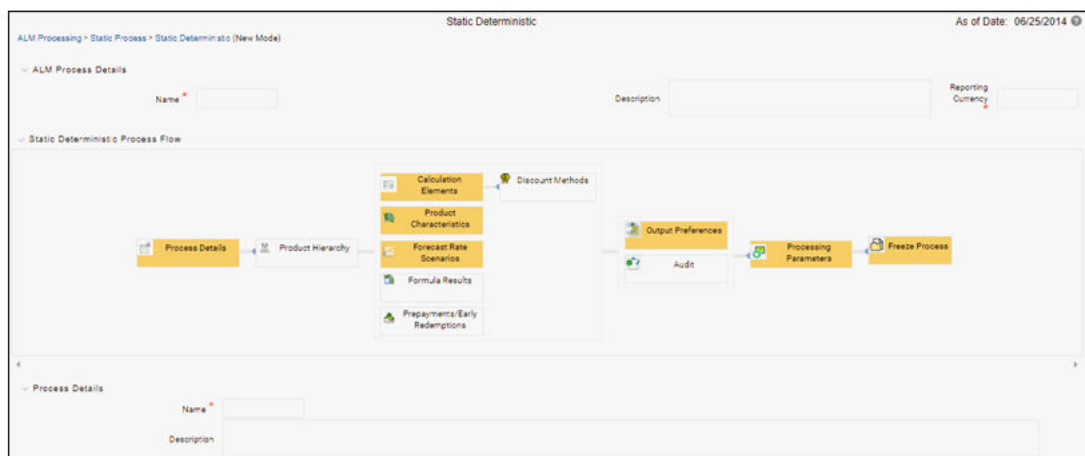 Static Deterministic
As of Date: 06/25/2014
ALM Processing > Static Process > Static Deterministic (New Mode)
ALM Process Details
Name *
Description
Reporting
Currency
*
Static Deterministic Process Flow
Process Details
Product Hierarchy
Calculation
Elements
Discount Methods
Product
Characteristics
Forecast Rate
Scenarios
Formula Results
Prepayments/Early
Redemptions
Output Preferences
Audit
Processing
Parameters
Freeze Process
Process Details
Name *
Description